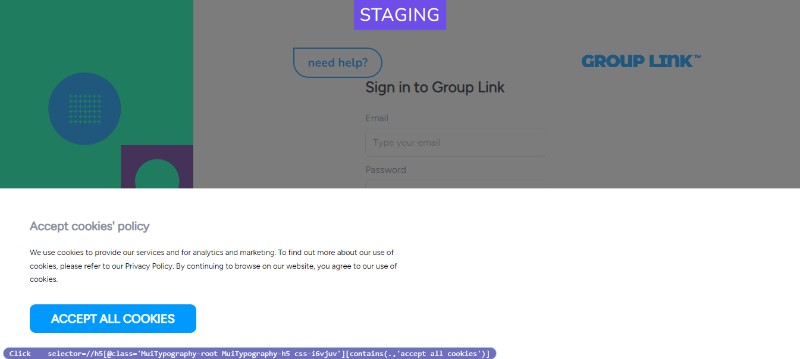 STAGING
need help?
GROUP LINK™
Sign in to Group Link
Email
Type your email
Password
Accept cookies' policy
We use cookies to provide our services and for analytics and marketing. To find out more about our use of
cookies, please refer to our Privacy Policy. By continuing to browse on our website, you agree to our use of
cookies.
ACCEPT ALL COOKIES
Click selector=//h5[@class='MuiTypography-root MuiTypography-h5 css-i6vjuv'][contains(.,'accept all cookies')]